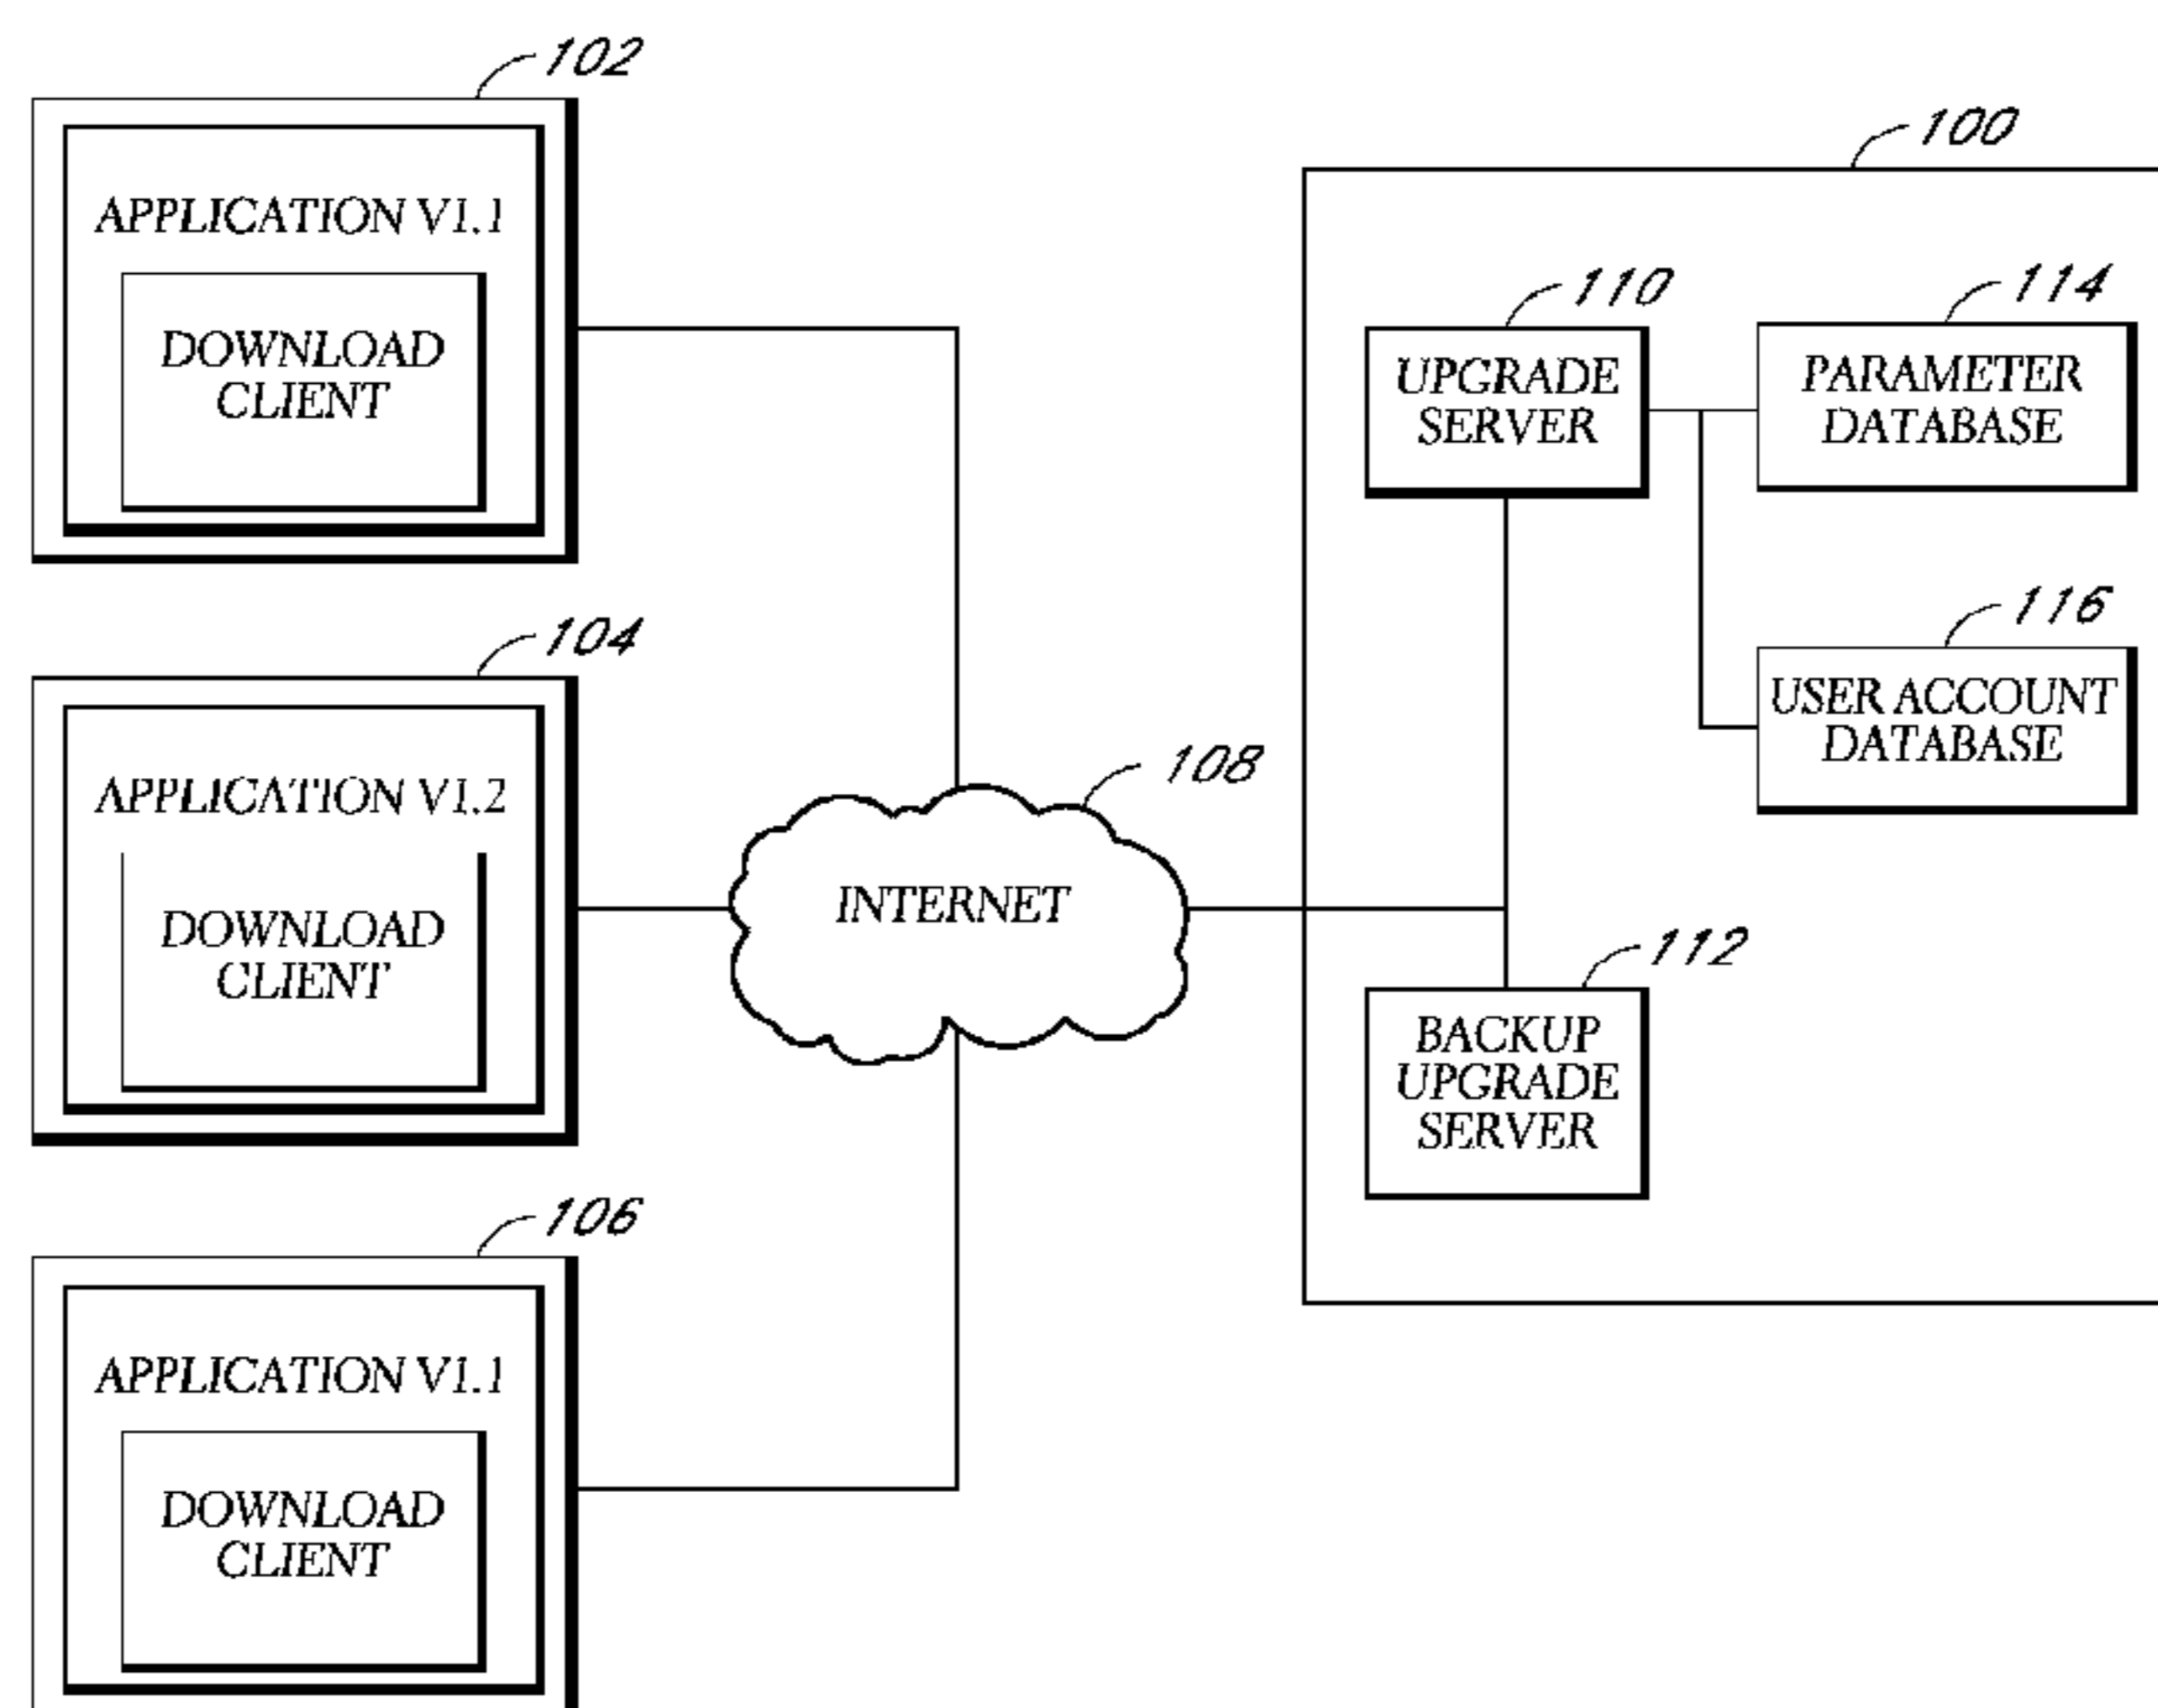 102
APPLICATION V1.1
DOWNLOAD
CLIENT
104
APPLICATION V1.2
DOWNLOAD
CLIENT
106
APPLICATION V1.1
DOWNLOAD
CLIENT
108
INTERNET
100
110
UPGRADE
SERVER
114
PARAMETER
DATABASE
116
USER ACCOUNT
DATABASE
112
BACKUP
UPGRADE
SERVER